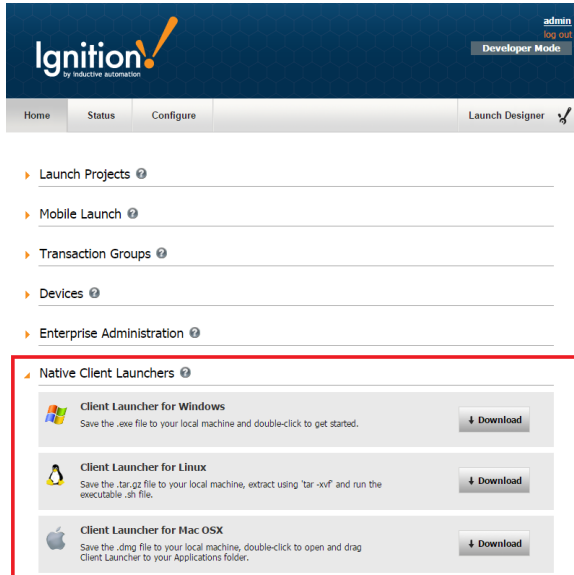 admin
log out
Developer Mode
Ignition!
by inductive automation
Home Status Configure Launch Designer
Launch Projects ?
Mobile Launch ?
Transaction Groups ?
Devices ?
Enterprise Administration ?
Native Client Launchers ?
Client Launcher for Windows
Save the .exe file to your local machine and double-click to get started.
Download
Client Launcher for Linux
Save the .tar.gz file to your local machine, extract using 'tar -xvf' and run the
executable .sh file.
Download
Client Launcher for Mac OSX
Save the .dmg file to your local machine, double-click to open and drag
Client Launcher to your Applications folder.
Download